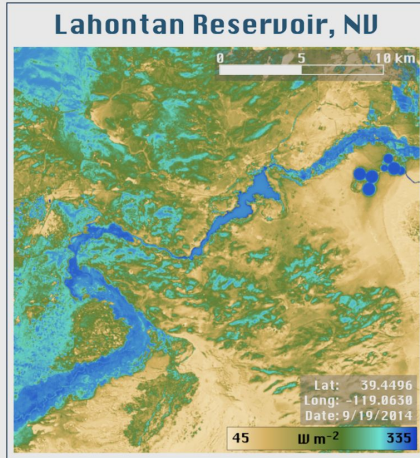 Lahontan Reservoir, NV
0 5 10 km
Lat: 39.4496
Long: -119.0630
Date: 9/19/2014
45 W m⁻² 335